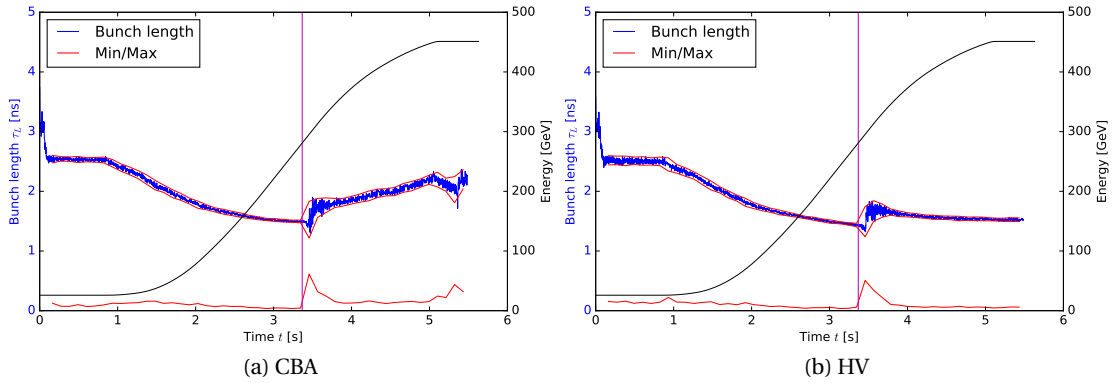 5
4
3
2
1
0
Bunch length τL [ns]
Bunch length
Min/Max
500
400
300
200
100
0
Energy [GeV]
0 1 2 3 4 5 6
Time t [s]
(a) CBA
5
4
3
2
1
0
Bunch length τL [ns]
Bunch length
Min/Max
500
400
300
200
100
0
Energy [GeV]
0 1 2 3 4 5 6
Time t [s]
(b) HV